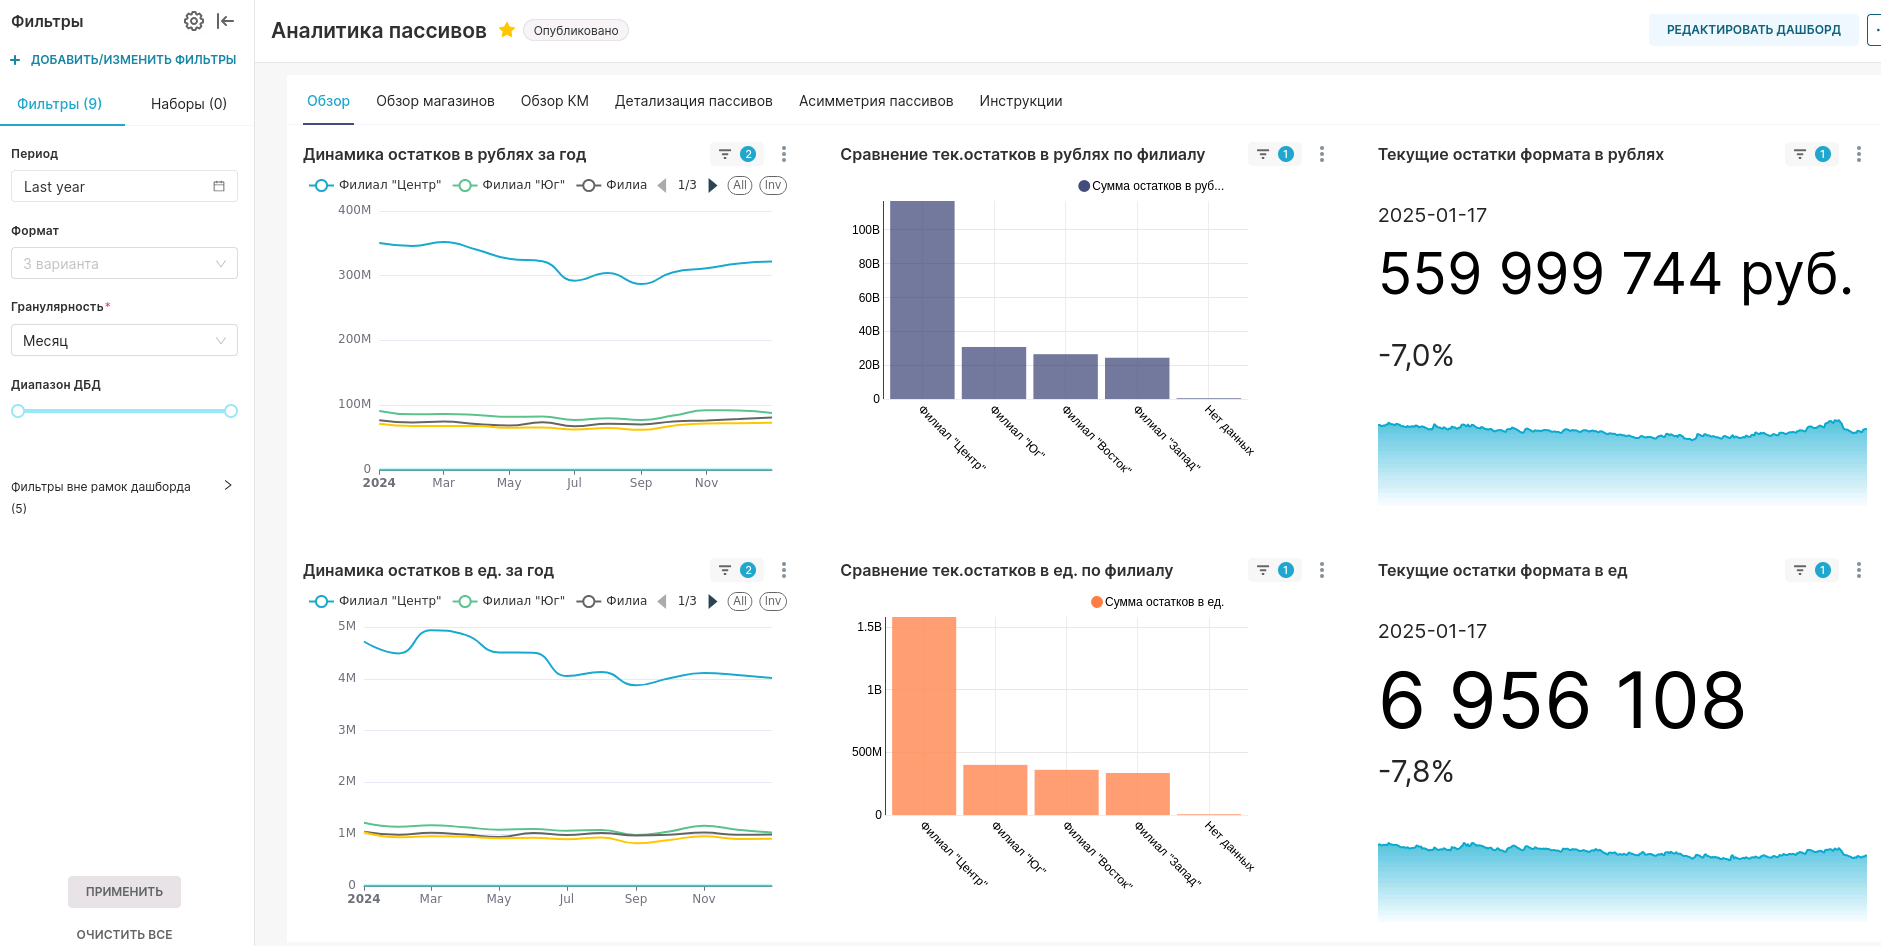 Фильтры
ДОБАВИТЬ/ИЗМЕНИТЬ ФИЛЬТРЫ
Фильтры (9)
Наборы (0)
Период
Last year
Формат
3 варианта
Гранулярность*
Месяц
Диапазон ДБД
Фильтры вне рамок дашборда
(5)
ПРИМЕНИТЬ
ОЧИСТИТЬ ВСЕ
Аналитика пассивов
Опубликовано
РЕДАКТИРОВАТЬ ДАШБОРД
Обзор
Обзор магазинов
Обзор КМ
Детализация пассивов
Асимметрия пассивов
Инструкции
Динамика остатков в рублях за год
2
Филиал "Центр"
Филиал "Юг"
Филиа
1/3
All
Inv
400M
300M
200M
100M
0
2024
Mar
May
Jul
Sep
Nov
Сравнение тек.остатков в рублях по филиалу
1
Сумма остатков в руб...
100B
80B
60B
40B
20B
0
Филиал "Центр"
Филиал "Юг"
Филиал "Восток"
Филиал "Запад"
Нет данных
Текущие остатки формата в рублях
1
2025-01-17
559 999 744 руб.
-7,0%
Динамика остатков в ед. за год
2
Филиал "Центр"
Филиал "Юг"
Филиа
1/3
All
Inv
5M
4M
3M
2M
1M
0
2024
Mar
May
Jul
Sep
Nov
Сравнение тек.остатков в ед. по филиалу
1
Сумма остатков в ед.
1.5B
1B
500M
0
Филиал "Центр"
Филиал "Юг"
Филиал "Восток"
Филиал "Запад"
Нет данных
Текущие остатки формата в ед
1
2025-01-17
6 956 108
-7,8%